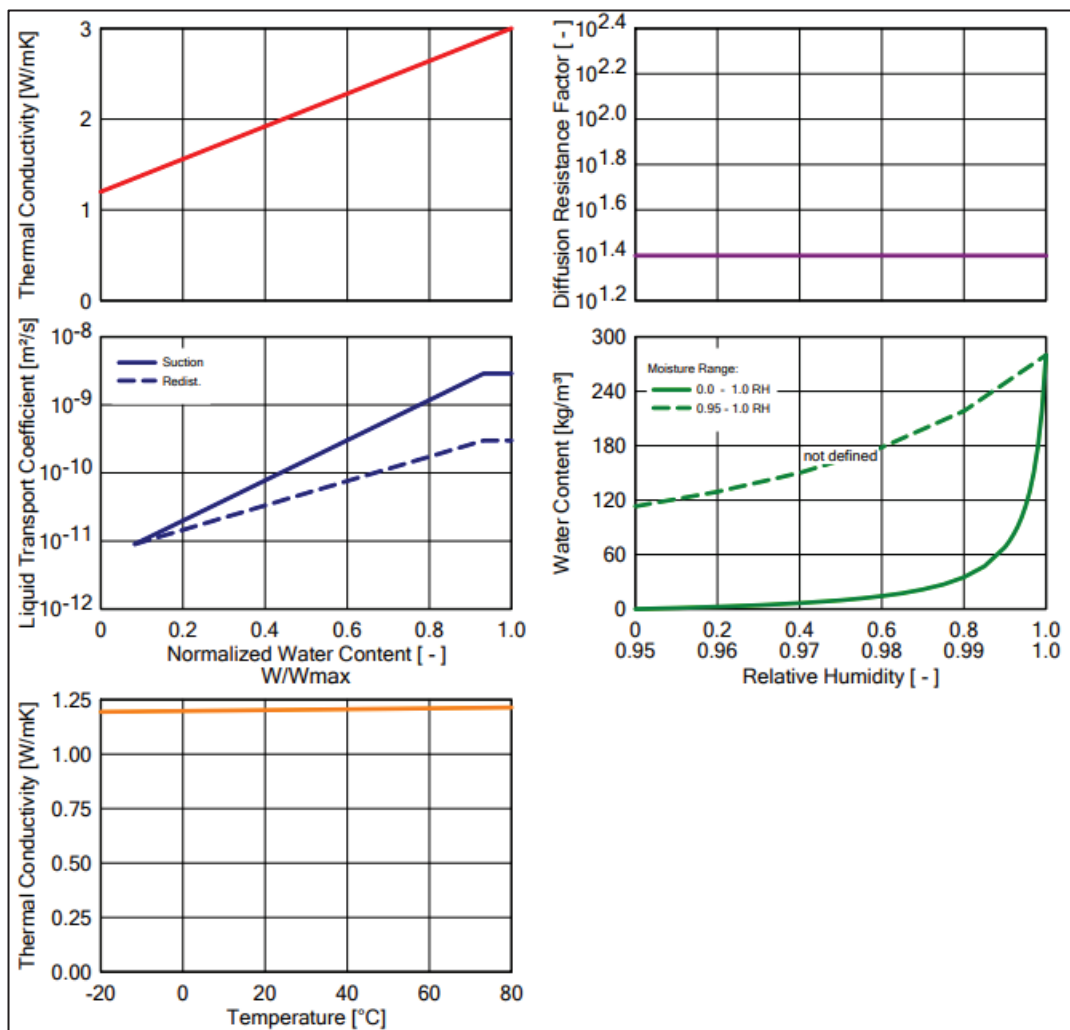 Thermal Conductivity [W/mK]
3
2
1
0
Diffusion Resistance Factor [ - ]
10^2.4
10^2.2
10^2.0
10^1.8
10^1.6
10^1.4
10^1.2
Liquid Transport Coefficient [m²/s]
10^-8
10^-9
10^-10
10^-11
10^-12
Suction
Redist.
0 0.2 0.4 0.6 0.8 1.0
Normalized Water Content [ - ]
W/Wmax
Water Content [kg/m³]
300
240
180
120
60
0
Moisture Range:
0.0 - 1.0 RH
0.95 - 1.0 RH
not defined
0 0.2 0.4 0.6 0.8 1.0
0.95 0.96 0.97 0.98 0.99 1.0
Relative Humidity [ - ]
Thermal Conductivity [W/mK]
1.25
1.00
0.75
0.50
0.25
0.00
-20 0 20 40 60 80
Temperature [°C]